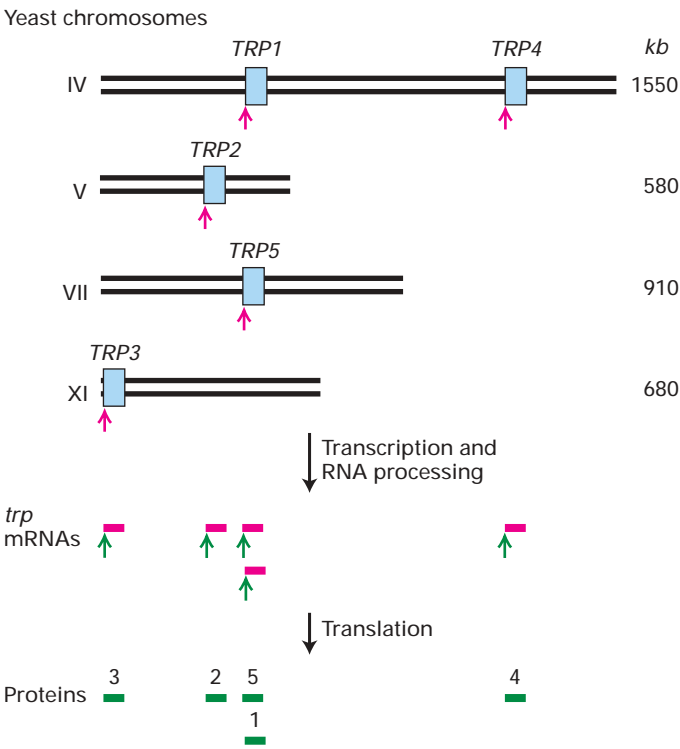 Yeast chromosomes
TRP1 TRP4 kb
IV 1550
TRP2
V 580
TRP5
VII 910
TRP3
XI 680
Transcription and
RNA processing
trp
mRNAs
Translation
3 2 5 4
Proteins
1